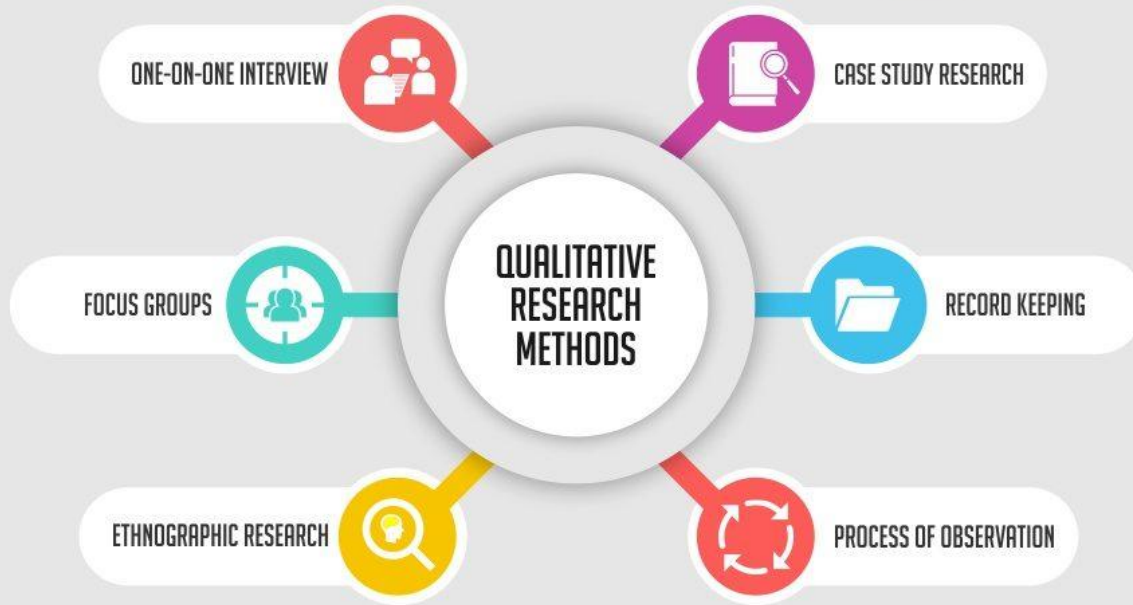 ONE-ON-ONE INTERVIEW
CASE STUDY RESEARCH
FOCUS GROUPS
QUALITATIVE
RESEARCH
METHODS
RECORD KEEPING
ETHNOGRAPHIC RESEARCH
PROCESS OF OBSERVATION